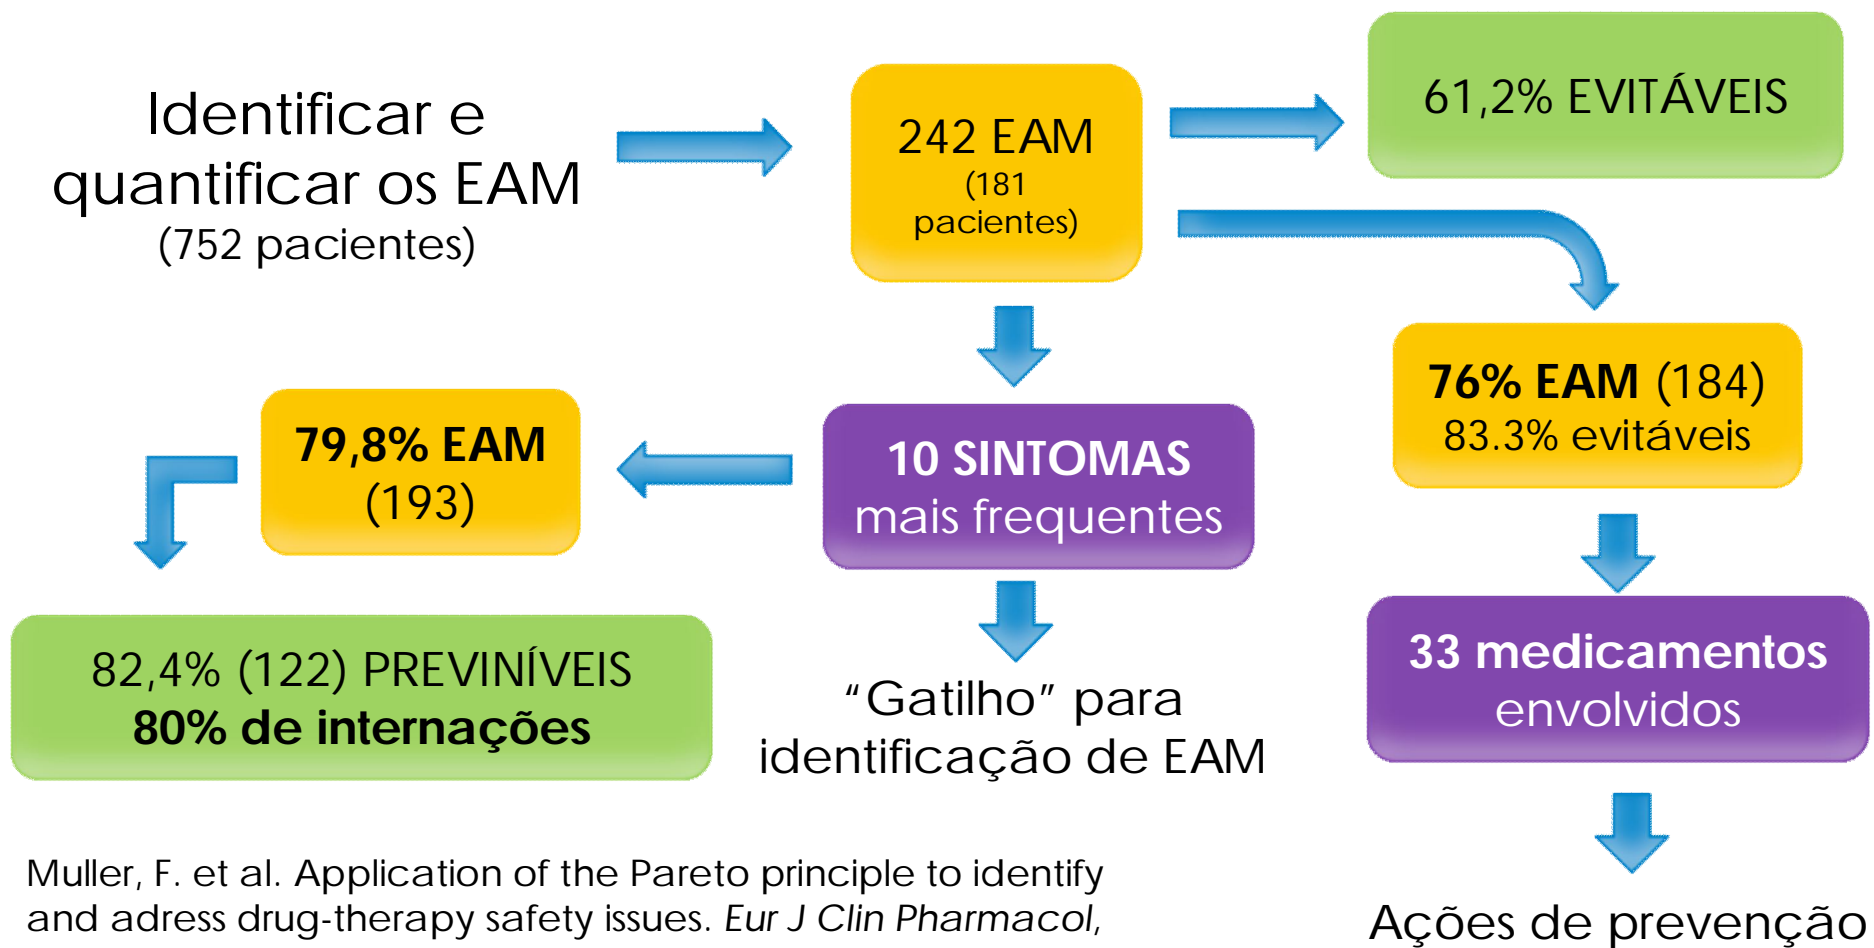 Identificar e
quantificar os EAM
(752 pacientes)
242 EAM
(181
pacientes)
61,2% EVITÁVEIS
76% EAM (184)
83.3% evitáveis
79,8% EAM
(193)
10 SINTOMAS
mais frequentes
82,4% (122) PREVINÍVEIS
80% de internações
"Gatilho" para
identificação de EAM
33 medicamentos
envolvidos
Muller, F. et al. Application of the Pareto principle to identify
and adress drug-therapy safety issues. Eur J Clin Pharmacol,
Ações de prevenção